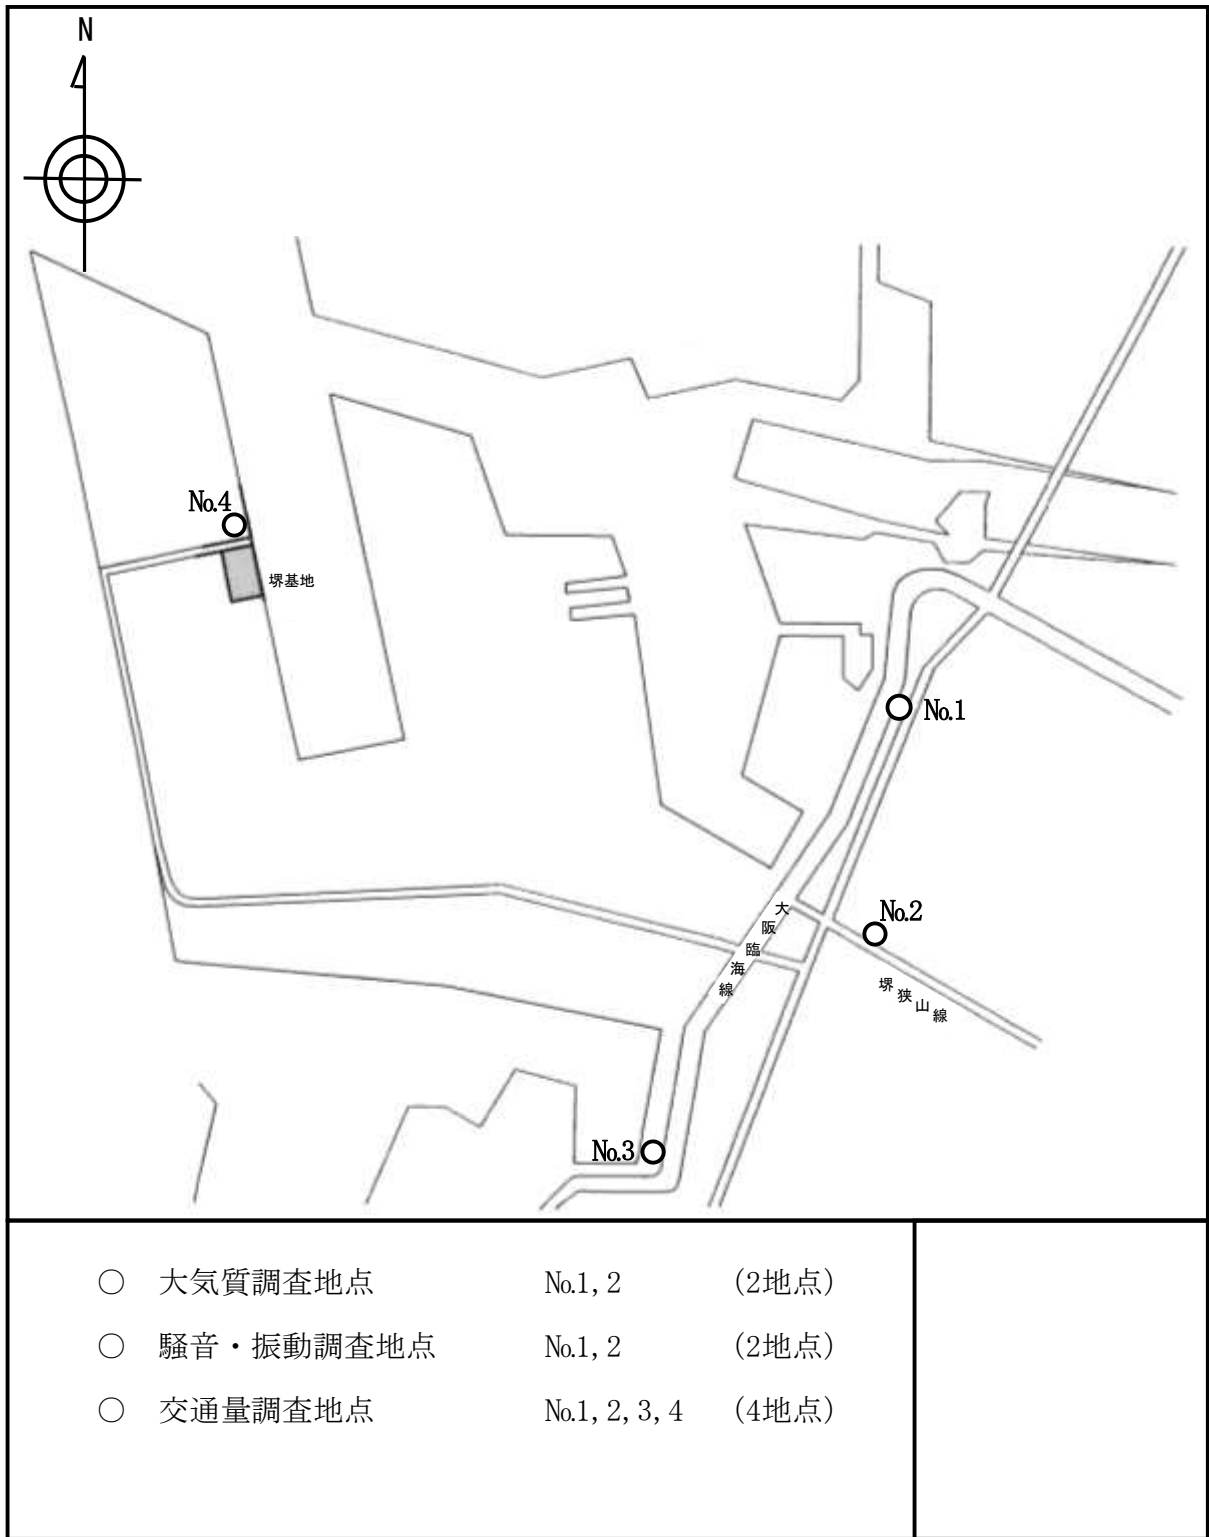 N
No.4
堺基地
No.1
No.2
大阪臨海線
堺狭山線
No.3
○ 大気質調査地点 No.1,2 (2地点)
○ 騒音・振動調査地点 No.1,2 (2地点)
○ 交通量調査地点 No.1,2,3,4 (4地点)